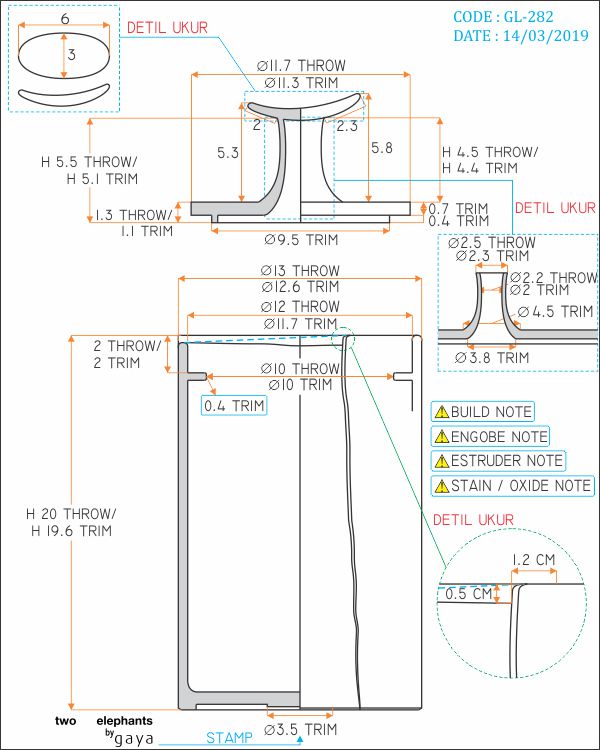 CODE : GL-282
DATE : 14/03/2019
6
3
DETIL UKUR
Ø11.7 THROW
Ø11.3 TRIM
2
2.3
5.3
5.8
H 5.5 THROW/
H 5.1 TRIM
H 4.5 THROW/
H 4.4 TRIM
1.3 THROW/
1.1 TRIM
0.7 TRIM
0.4 TRIM
DETIL UKUR
Ø9.5 TRIM
Ø2.5 THROW
Ø2.3 TRIM
Ø2.2 THROW
Ø2 TRIM
Ø4.5 TRIM
Ø3.8 TRIM
Ø13 THROW
Ø12.6 TRIM
Ø12 THROW
Ø11.7 TRIM
2 THROW/
2 TRIM
Ø10 THROW
Ø10 TRIM
0.4 TRIM
BUILD NOTE
ENGOBE NOTE
ESTRUDER NOTE
STAIN / OXIDE NOTE
H 20 THROW/
H 19.6 TRIM
DETIL UKUR
1.2 CM
0.5 CM
Ø3.5 TRIM
two elephants
by gaya
STAMP